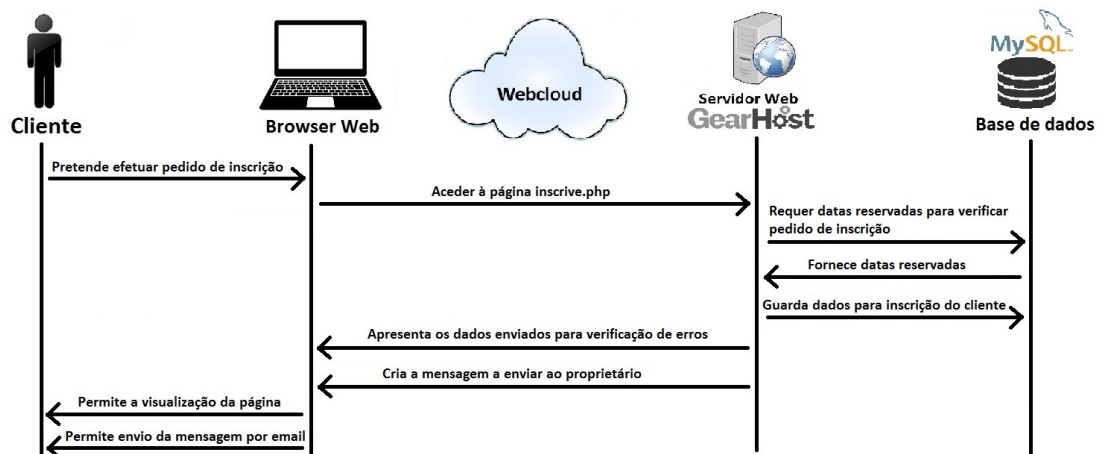 MySQL
Webcloud
Servidor Web
GearHost
Cliente
Browser Web
Base de dados
Pretende efetuar pedido de inscrição
Aceder à página inscrive.php
Requer datas reservadas para verificar
pedido de inscrição
Fornece datas reservadas
Guarda dados para inscrição do cliente
Apresenta os dados enviados para verificação de erros
Cria a mensagem a enviar ao proprietário
Permite a visualização da página
Permite envio da mensagem por email